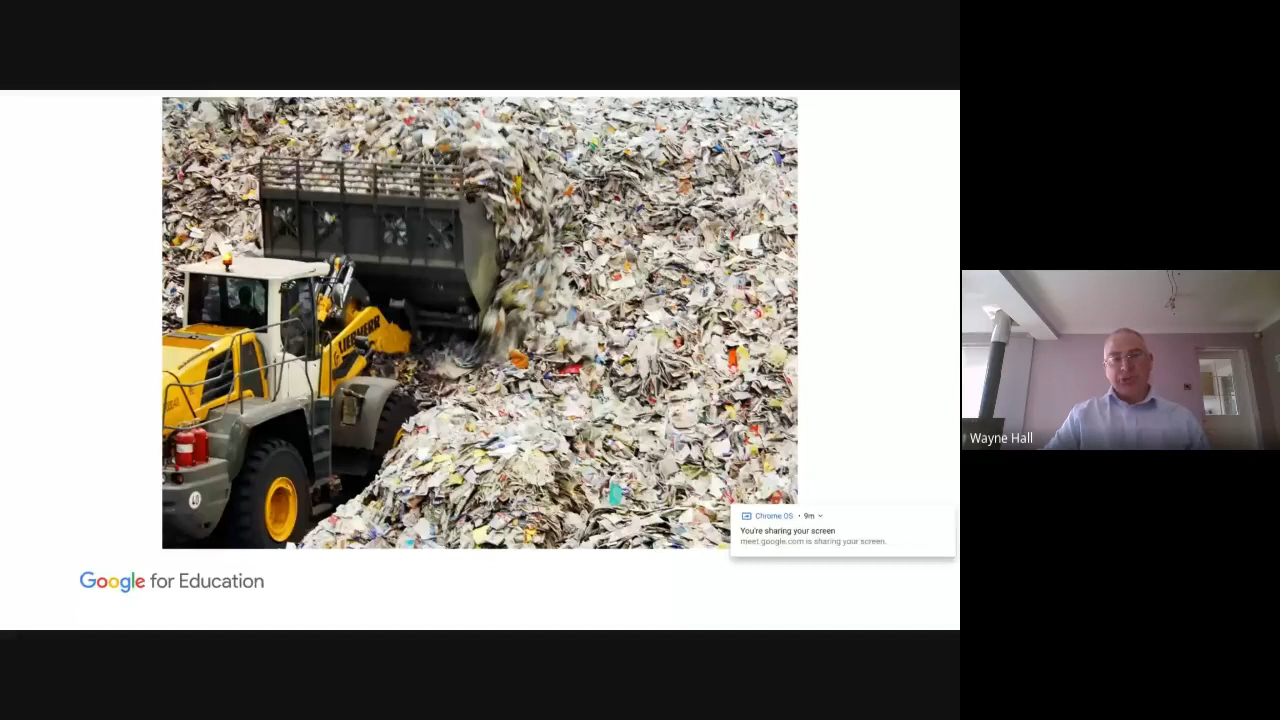 LIEBHERR
Chrome OS • 9m
You're sharing your screen
meet.google.com is sharing your screen.
Google for Education
Wayne Hall